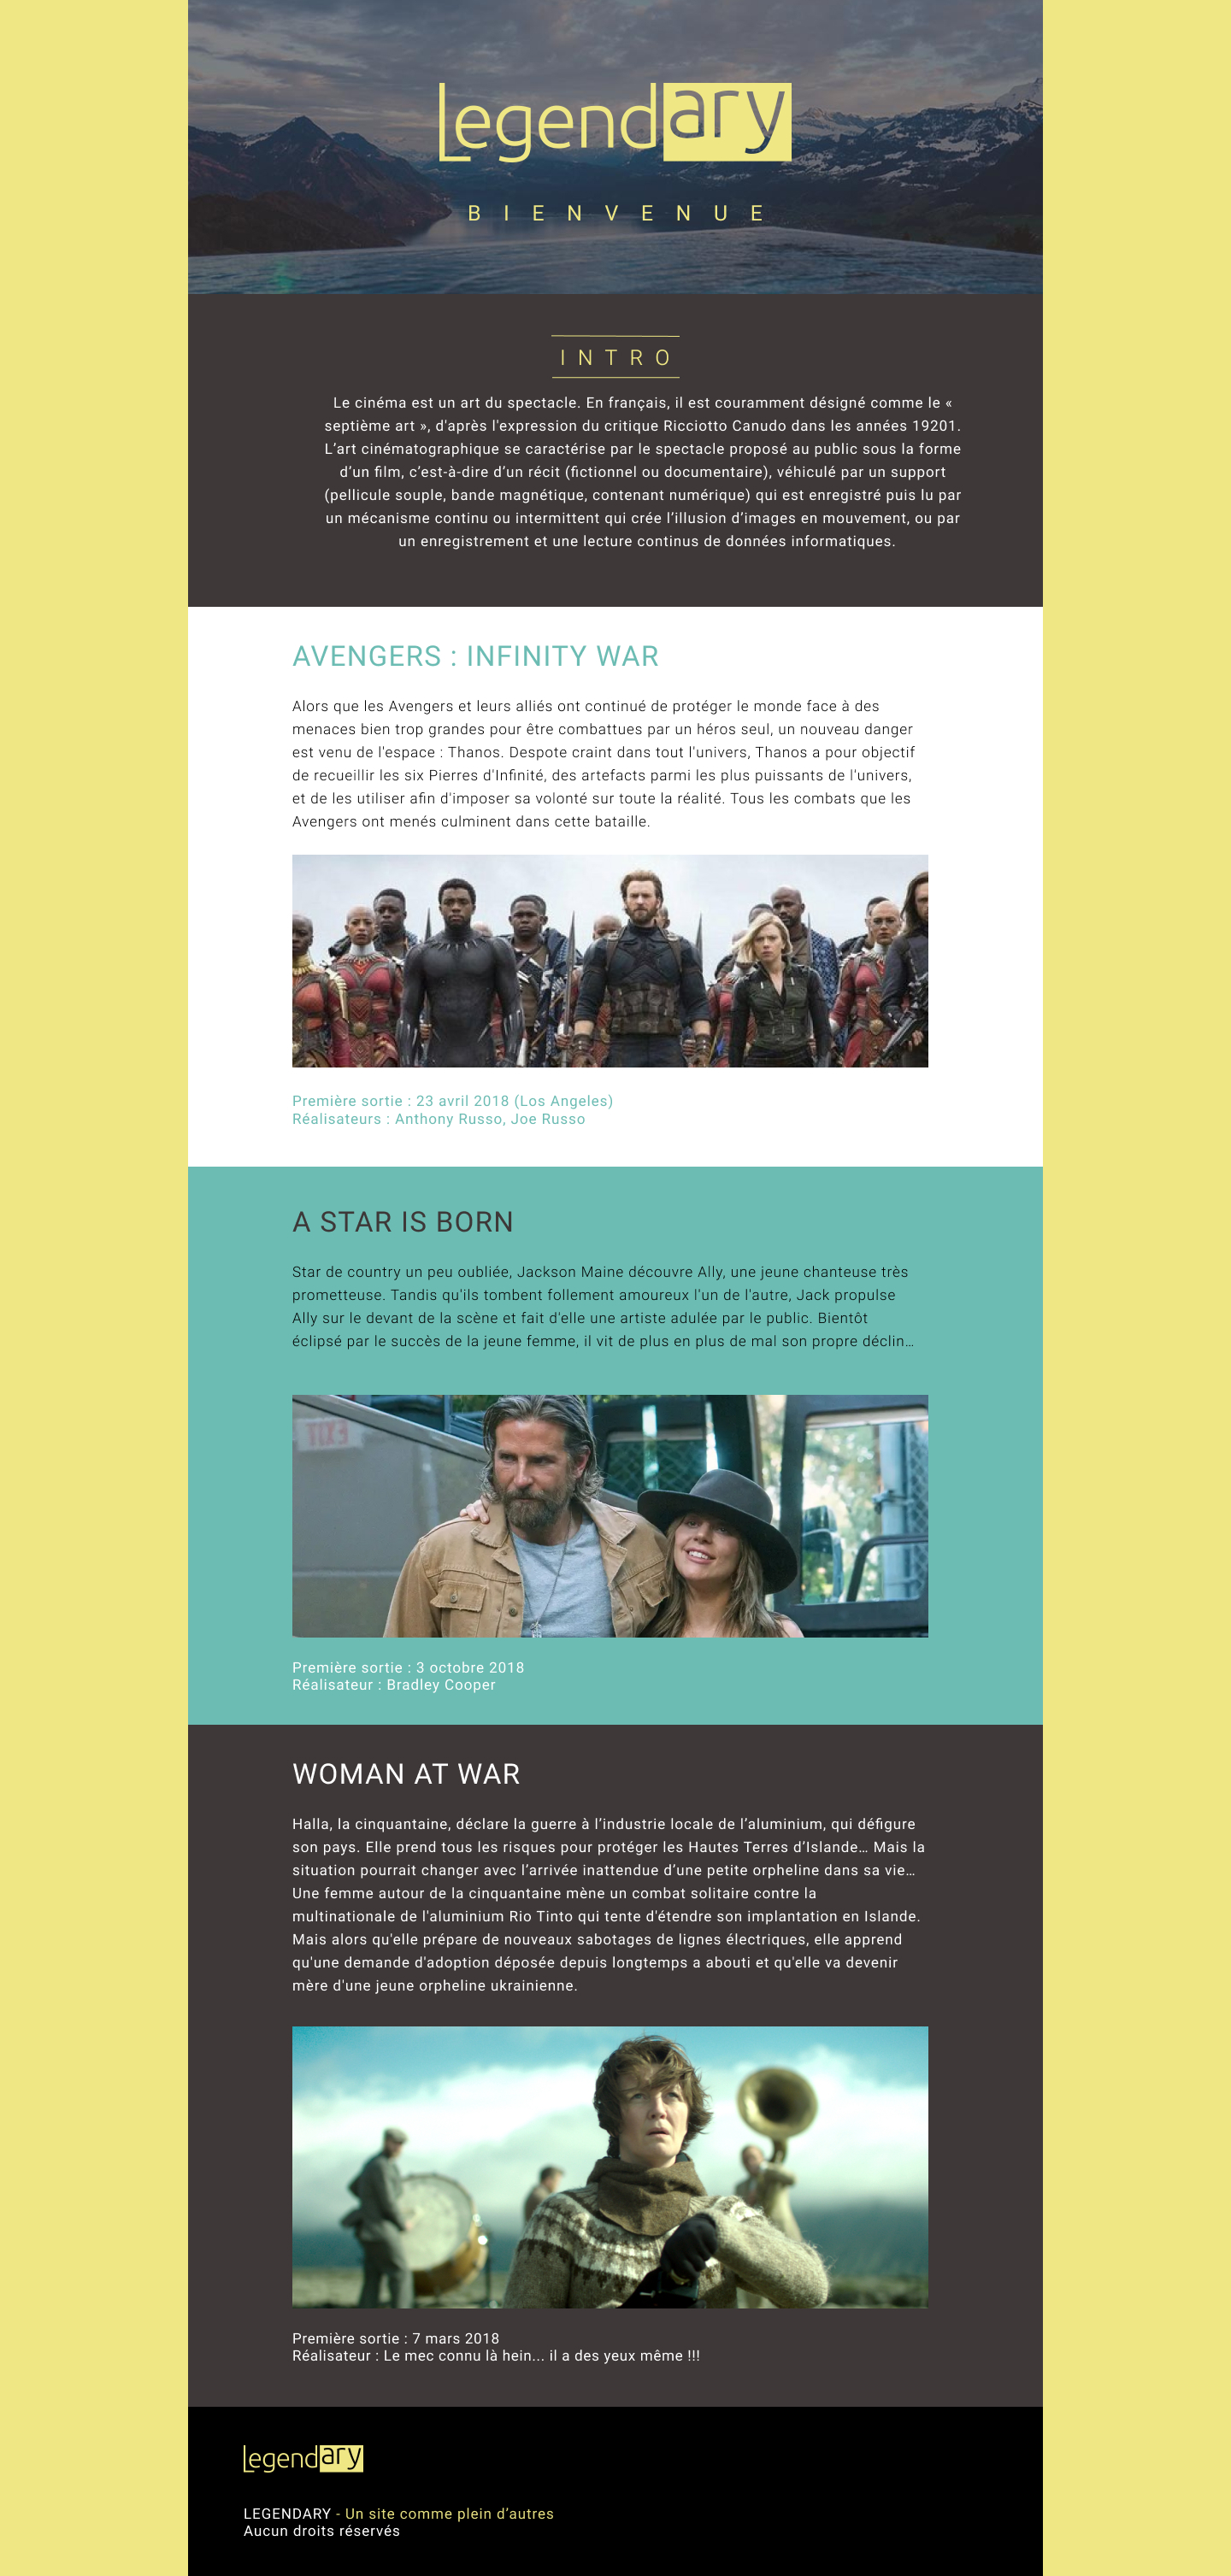 legendary
BIENVENUE
INTRO
Le cinéma est un art du spectacle. En français, il est couramment désigné comme le «
septième art », d'après l'expression du critique Ricciotto Canudo dans les années 19201.
L’art cinématographique se caractérise par le spectacle proposé au public sous la forme
d’un film, c’est-à-dire d’un récit (fictionnel ou documentaire), véhiculé par un support
(pellicule souple, bande magnétique, contenant numérique) qui est enregistré puis lu par
un mécanisme continu ou intermittent qui crée l’illusion d’images en mouvement, ou par
un enregistrement et une lecture continus de données informatiques.
AVENGERS : INFINITY WAR
Alors que les Avengers et leurs alliés ont continué de protéger le monde face à des
menaces bien trop grandes pour être combattues par un héros seul, un nouveau danger
est venu de l'espace : Thanos. Despote craint dans tout l'univers, Thanos a pour objectif
de recueillir les six Pierres d'Infinité, des artefacts parmi les plus puissants de l'univers,
et de les utiliser afin d'imposer sa volonté sur toute la réalité. Tous les combats que les
Avengers ont menés culminent dans cette bataille.
Première sortie : 23 avril 2018 (Los Angeles)
Réalisateurs : Anthony Russo, Joe Russo
A STAR IS BORN
Star de country un peu oubliée, Jackson Maine découvre Ally, une jeune chanteuse très
prometteuse. Tandis qu'ils tombent follement amoureux l'un de l'autre, Jack propulse
Ally sur le devant de la scène et fait d'elle une artiste adulée par le public. Bientôt
éclipsé par le succès de la jeune femme, il vit de plus en plus de mal son propre déclin…
EXIT
Première sortie : 3 octobre 2018
Réalisateur : Bradley Cooper
WOMAN AT WAR
Halla, la cinquantaine, déclare la guerre à l’industrie locale de l’aluminium, qui défigure
son pays. Elle prend tous les risques pour protéger les Hautes Terres d’Islande… Mais la
situation pourrait changer avec l’arrivée inattendue d’une petite orpheline dans sa vie…
Une femme autour de la cinquantaine mène un combat solitaire contre la
multinationale de l'aluminium Rio Tinto qui tente d'étendre son implantation en Islande.
Mais alors qu'elle prépare de nouveaux sabotages de lignes électriques, elle apprend
qu'une demande d'adoption déposée depuis longtemps a abouti et qu'elle va devenir
mère d'une jeune orpheline ukrainienne.
Première sortie : 7 mars 2018
Réalisateur : Le mec connu là hein... il a des yeux même !!!
legendary
LEGENDARY - Un site comme plein d’autres
Aucun droits réservés